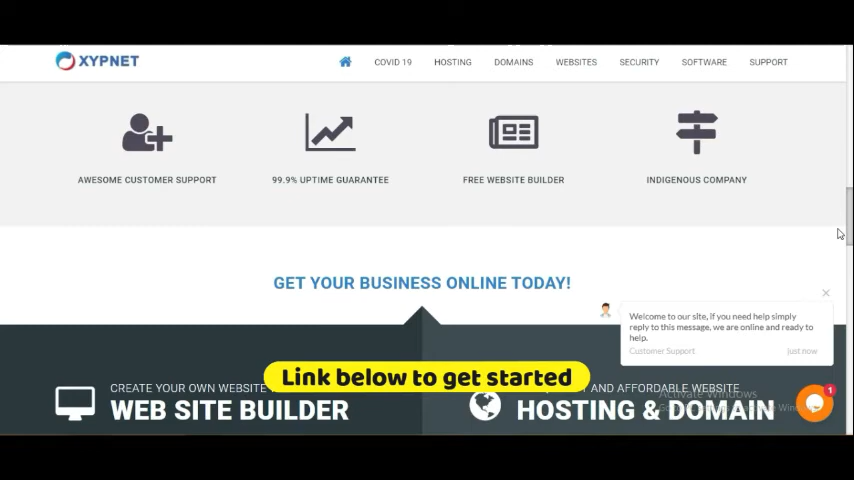 XYPNET
COVID 19 HOSTING DOMAINS WEBSITES SECURITY SOFTWARE SUPPORT
AWESOME CUSTOMER SUPPORT 99.9% UPTIME GUARANTEE FREE WEBSITE BUILDER INDIGENOUS COMPANY
GET YOUR BUSINESS ONLINE TODAY!
Welcome to our site, if you need help simply
reply to this message, we are online and ready to
help.
Customer Support just now
Link below to get started
CREATE YOUR OWN WEBSITE
WEB SITE BUILDER
AND AFFORDABLE WEBSITE
HOSTING & DOMAIN
Activate Windows
1